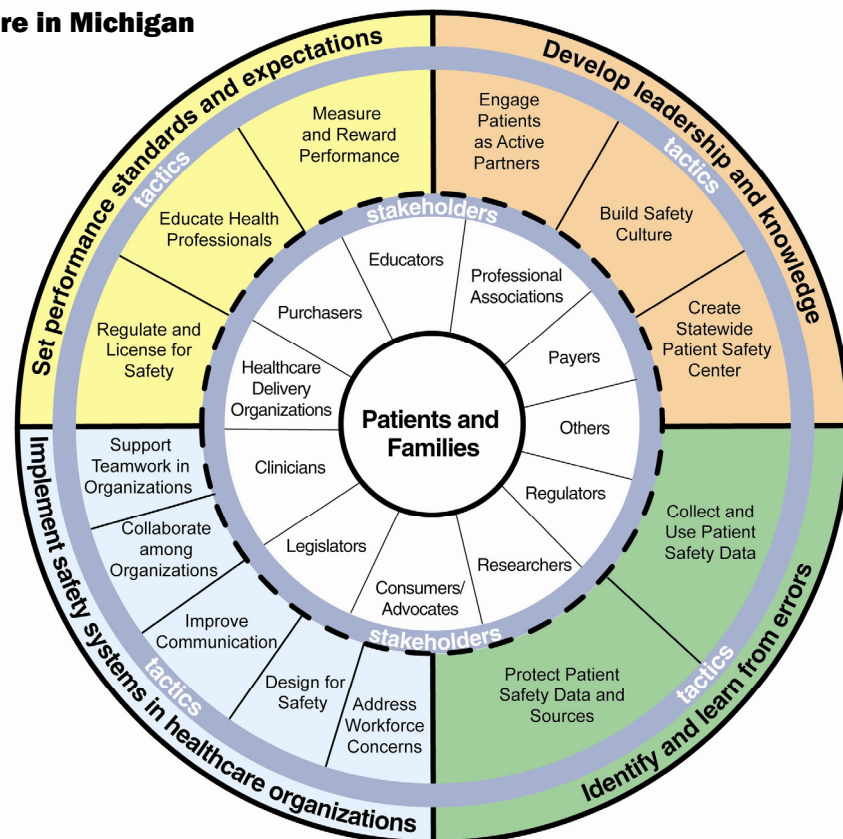 re in Michigan
Set performance standards and expectations
Develop leadership and knowledge
tactics
tactics
Measure
and Reward
Performance
Educate Health
Professionals
Regulate and
License for
Safety
Engage
Patients
as Active
Partners
Build Safety
Culture
Create
Statewide
Patient Safety
Center
stakeholders
Educators
Professional
Associations
Purchasers
Payers
Healthcare
Delivery
Organizations
Patients and
Families
Others
Clinicians
Regulators
Legislators
Researchers
Consumers/
Advocates
stakeholders
Support
Teamwork in
Organizations
Collaborate
among
Organizations
Improve
Communication
Design for
Safety
Address
Workforce
Concerns
Collect and
Use Patient
Safety Data
Protect Patient
Safety Data and
Sources
tactics
tactics
Implement safety systems in healthcare organizations
Identify and learn from errors